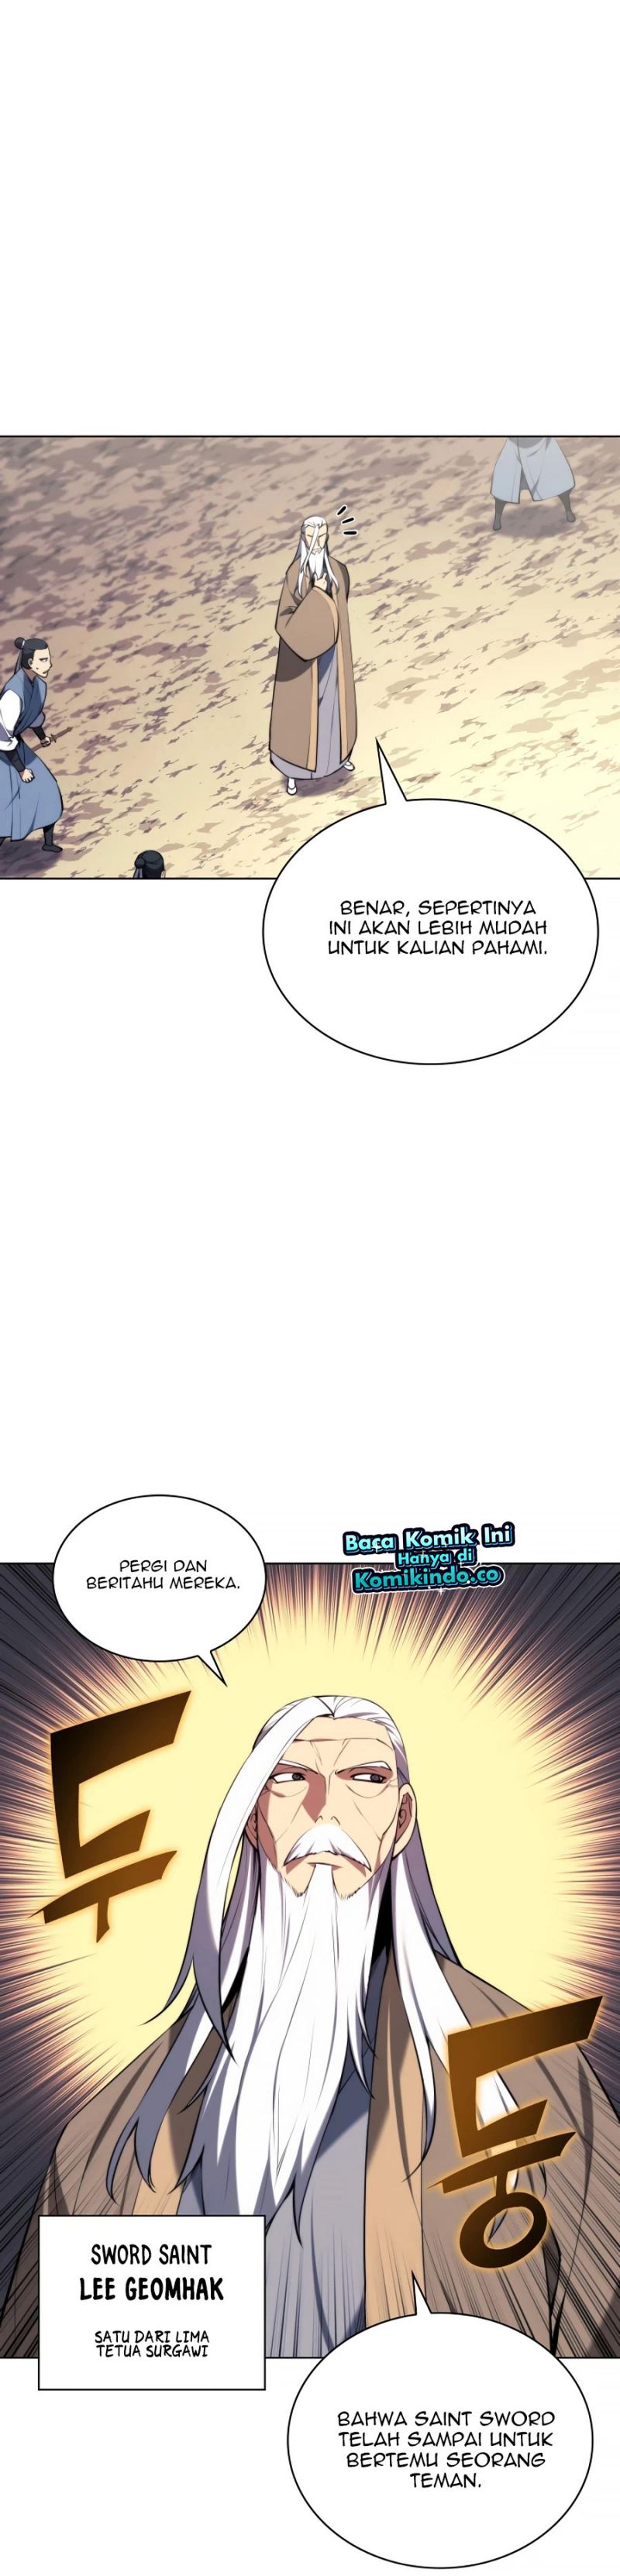 BENAR, SEPERTINYA
INI AKAN LEBIH MUDAH
UNTUK KALIAN PAHAMI.
PERGI DAN
BERITAHU MEREKA.
Baca Komik Ini
Hanya di
Komikindo.co
두
둥
SWORD SAINT
LEE GEOMHAK
SATU DARI LIMA
TETUA SURGAWI
BAHWA SAINT SWORD
TELAH SAMPAI UNTUK
BERTEMU SEORANG
TEMAN.